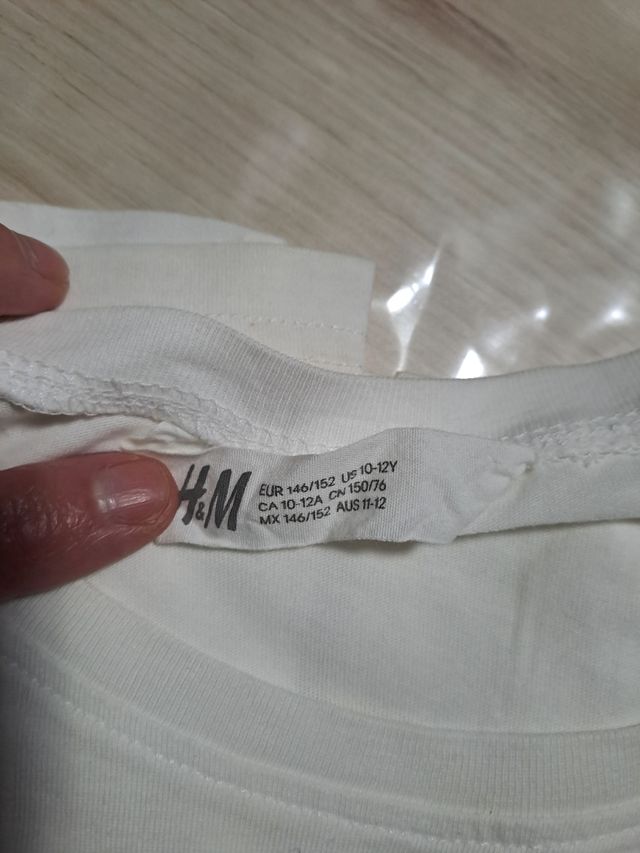 H&M
EUR 146/152 US 10-12Y
CA 10-12A CN 150/76
MX 146/152 AUS 11-12